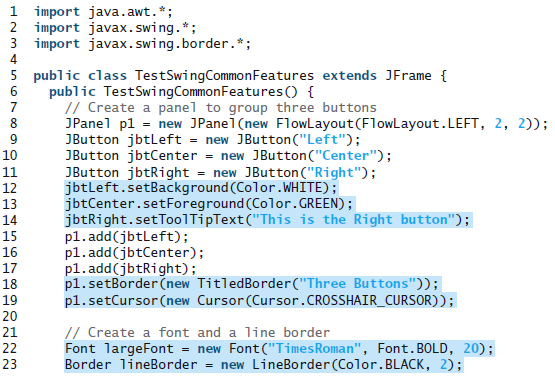 1 import java.awt.*;
2 import javax.swing.*;
3 import javax.swing.border.*;
4
5 public class TestSwingCommonFeatures extends JFrame {
6   public TestSwingCommonFeatures() {
7     // Create a panel to group three buttons
8     JPanel p1 = new JPanel(new FlowLayout(FlowLayout.LEFT, 2, 2));
9     JButton jbtLeft = new JButton("Left");
10     JButton jbtCenter = new JButton("Center");
11     JButton jbtRight = new JButton("Right");
12     jbtLeft.setBackground(Color.WHITE);
13     jbtCenter.setForeground(Color.GREEN);
14     jbtRight.setToolTipText("This is the Right button");
15     p1.add(jbtLeft);
16     p1.add(jbtCenter);
17     p1.add(jbtRight);
18     p1.setBorder(new TitledBorder("Three Buttons"));
19     p1.setCursor(new Cursor(Cursor.CROSSHAIR_CURSOR));
20
21     // Create a font and a line border
22     Font largeFont = new Font("TimesRoman", Font.BOLD, 20);
23     Border lineBorder = new LineBorder(Color.BLACK, 2);